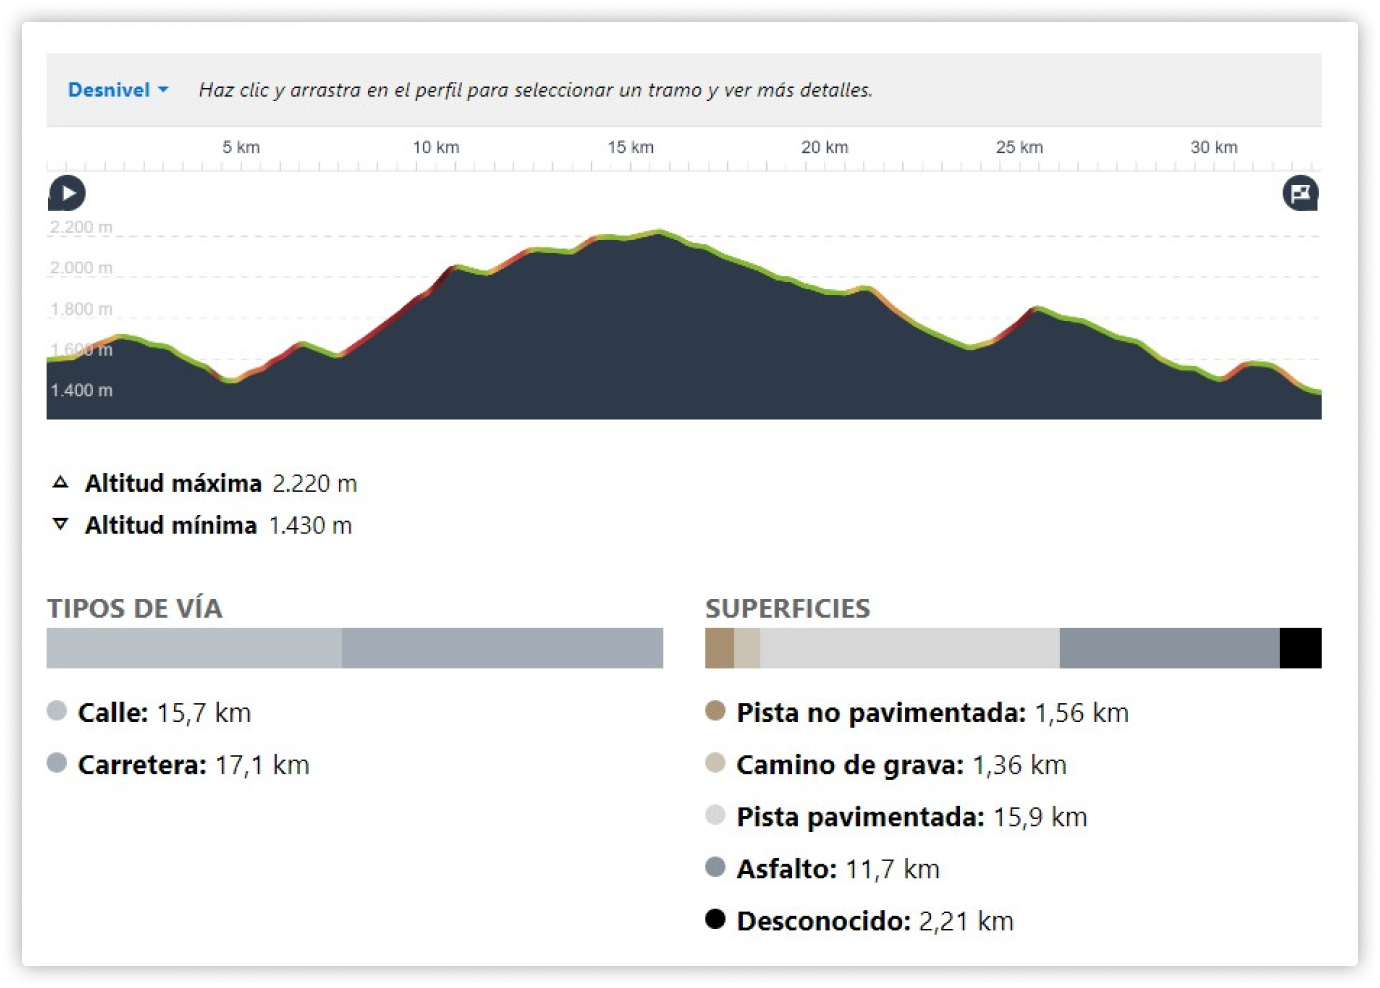 Desnivel Haz clic y arrastra en el perfil para seleccionar un tramo y ver más detalles.
5 km 10 km 15 km 20 km 25 km 30 km
2.200 m
2.000 m
1.800 m
1.600 m
1.400 m
Altitud máxima 2.220 m
Altitud mínima 1.430 m
TIPOS DE VÍA
Calle: 15,7 km
Carretera: 17,1 km
SUPERFICIES
Pista no pavimentada: 1,56 km
Camino de grava: 1,36 km
Pista pavimentada: 15,9 km
Asfalto: 11,7 km
Desconocido: 2,21 km